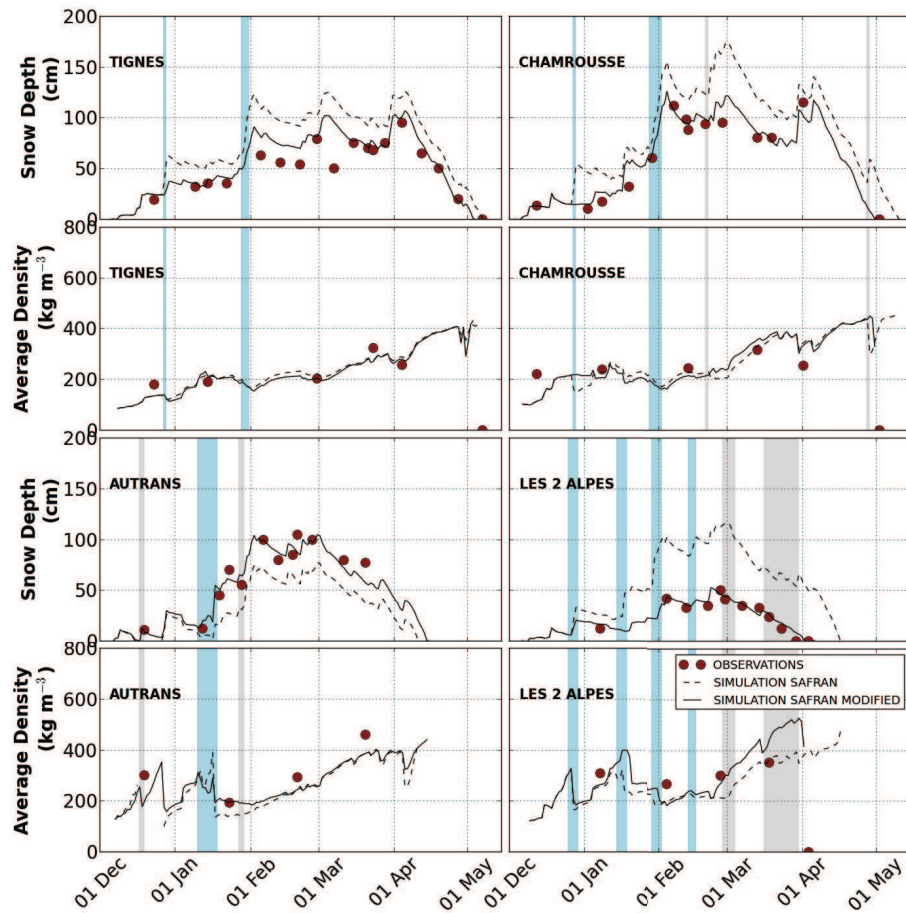 200
150
100
50
0
Snow Depth
(cm)
TIGNES
CHAMROUSSE
800
600
400
200
0
Average Density
(kg m⁻³)
TIGNES
CHAMROUSSE
200
150
100
50
0
Snow Depth
(cm)
AUTRANS
LES 2 ALPES
800
600
400
200
0
Average Density
(kg m⁻³)
AUTRANS
LES 2 ALPES
OBSERVATIONS
SIMULATION SAFRAN
SIMULATION SAFRAN MODIFIED
01 Dec
01 Jan
01 Feb
01 Mar
01 Apr
01 May
01 Dec
01 Jan
01 Feb
01 Mar
01 Apr
01 May